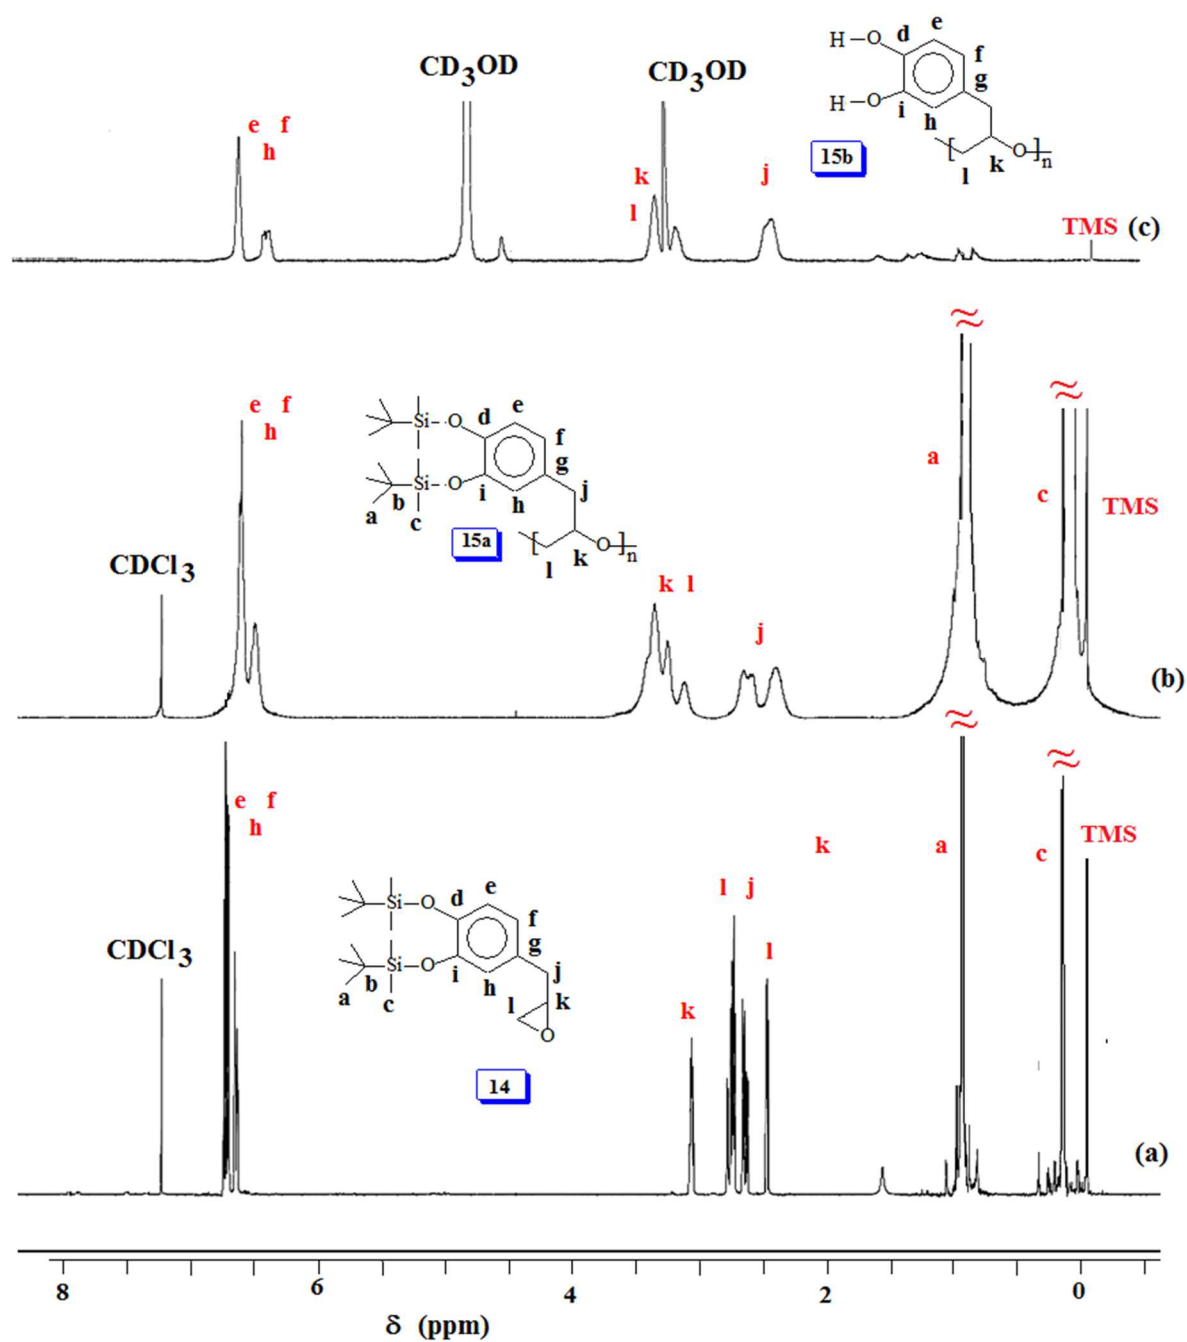 CD3OD
CD3OD
H–O
d
e
f
g
H–O
i
h
[
l
k
O
]n
15b
e f
h
k
l
j
TMS
(c)
e f
h
Si
O
d
e
f
g
Si
O
b
i
h
j
a
c
15a
[
l
k
O
]n
CDCl3
k l
j
a
c
TMS
(b)
e f
h
Si
O
d
e
f
g
Si
O
b
i
h
j
a
c
l
k
O
14
CDCl3
k
l j
l
k
a
c
TMS
(a)
8 6 4 2 0
δ (ppm)